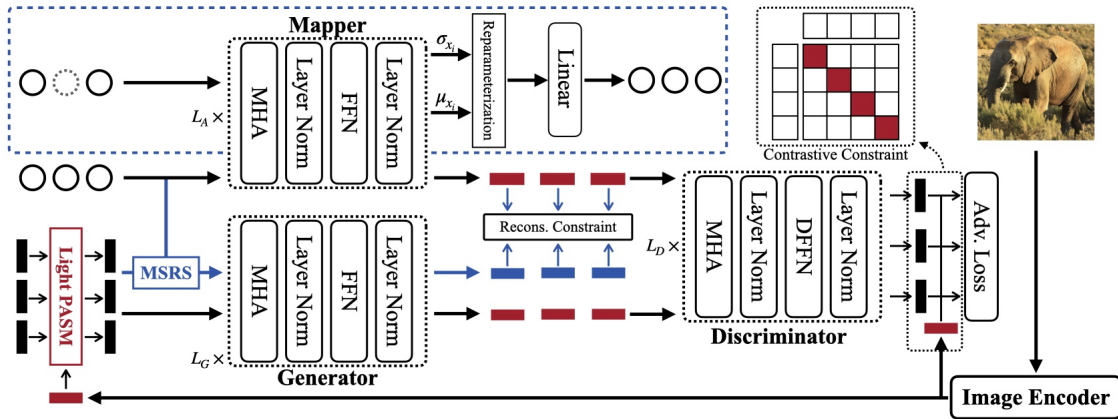 Mapper
MHA
Layer Norm
FFN
Layer Norm
L_A ×
σ_{x_i}
μ_{x_i}
Reparameterization
Linear
Contrastive Constraint
MSRS
Light PASM
MHA
Layer Norm
FFN
Layer Norm
L_G ×
Generator
Recons. Constraint
L_D ×
MHA
Layer Norm
DFFN
Layer Norm
Discriminator
Adv. Loss
Image Encoder